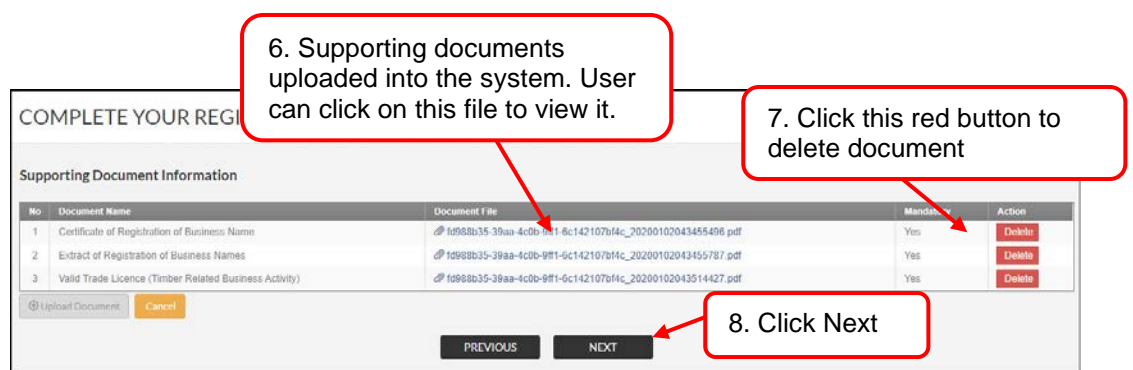 6. Supporting documents
uploaded into the system. User
can click on this file to view it.
COMPLETE YOUR REGI
7. Click this red button to
delete document
Supporting Document Information
No Document Name Document File Mandatory Action
1 Certificate of Registration of Business Name fd988b35-39aa-4c0b-9ff1-6c142107bf4c_20200102043455496.pdf Yes Delete
2 Extract of Registration of Business Names fd988b35-39aa-4c0b-9ff1-6c142107bf4c_20200102043455787.pdf Yes Delete
3 Valid Trade Licence (Timber Related Business Activity) fd988b35-39aa-4c0b-9ff1-6c142107bf4c_20200102043514427.pdf Yes Delete
Upload Document Cancel
8. Click Next
PREVIOUS NEXT